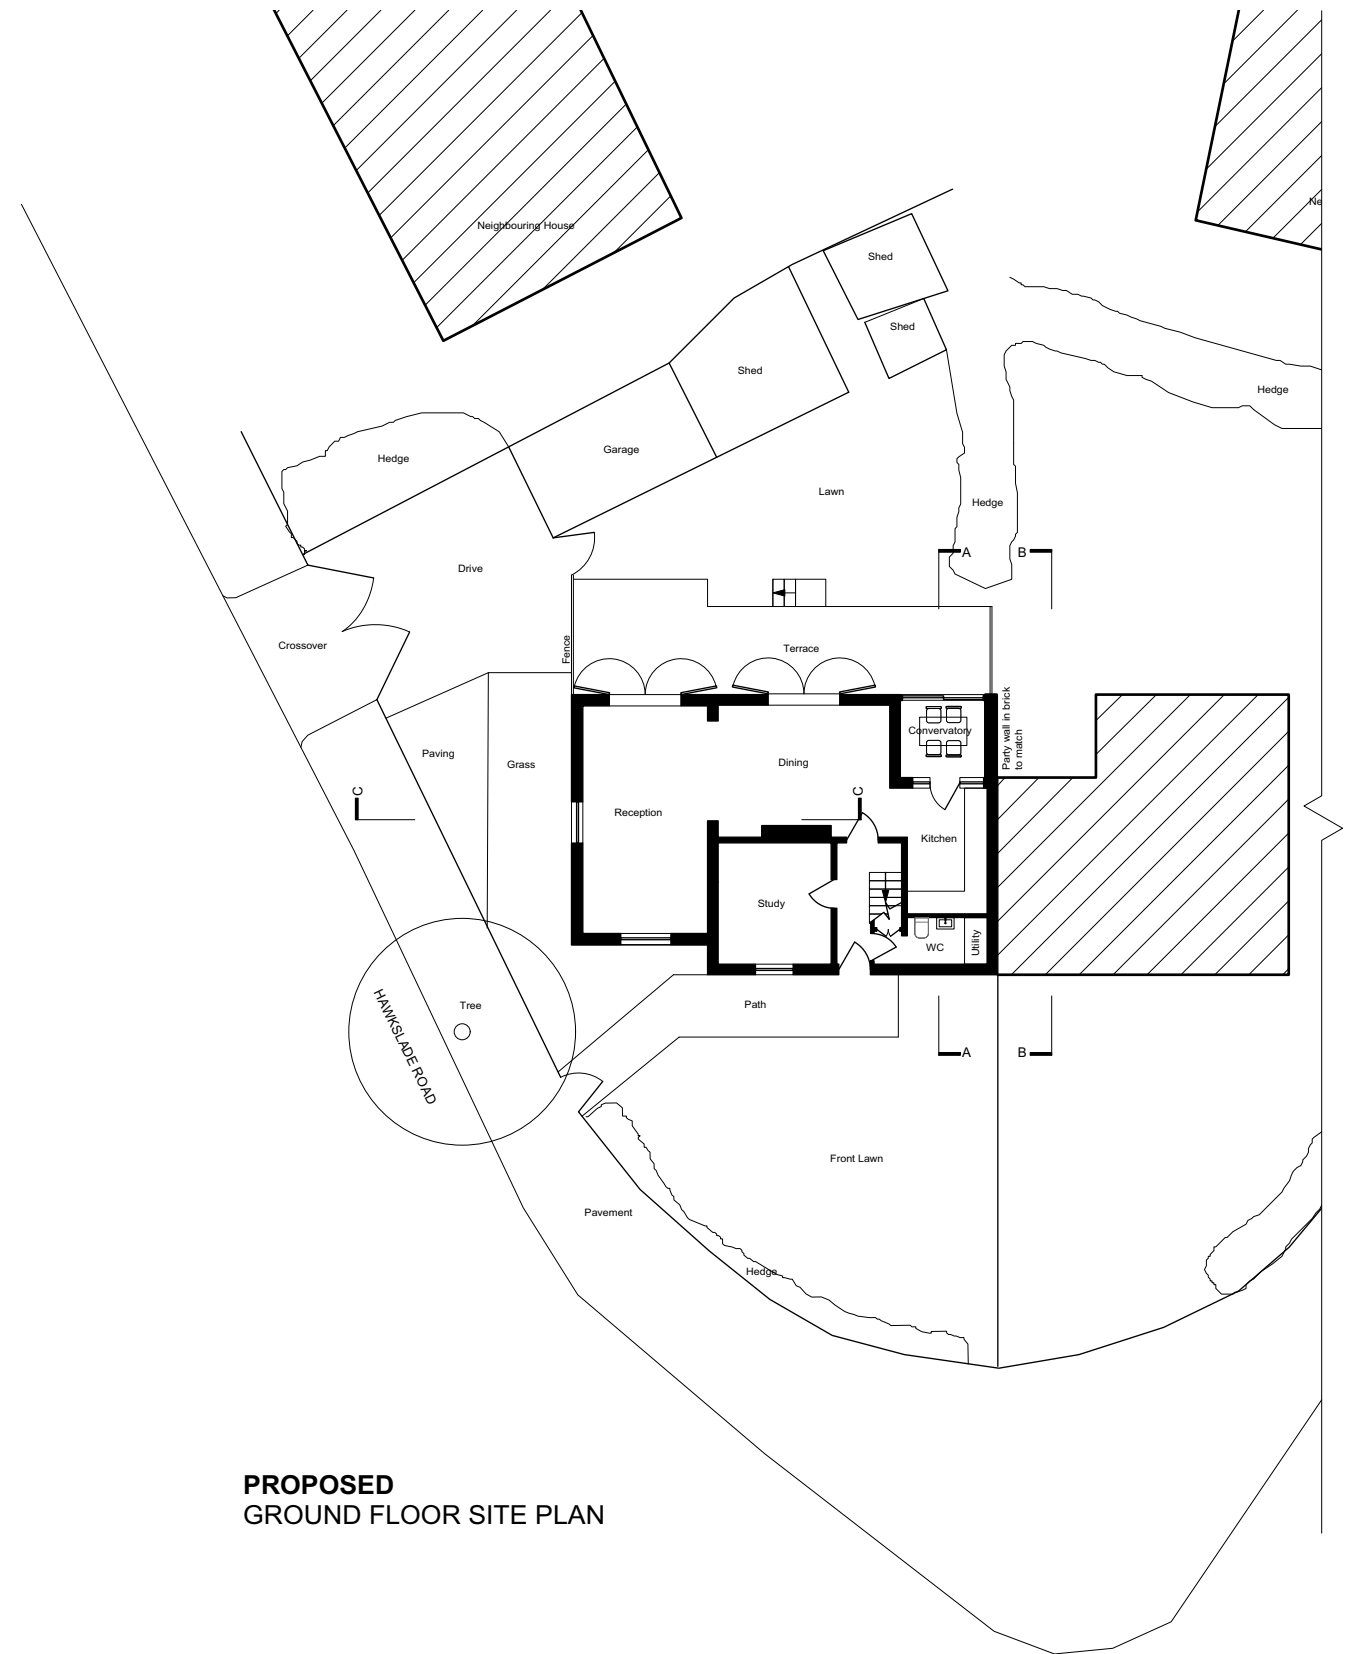 Neighbouring House
Ne
Shed
Shed
Shed
Hedge
Garage
Hedge
Lawn
Hedge
A
B
Drive
Crossover
Fence
Terrace
Party wall in brick
to match
Convervatory
Paving
Grass
Dining
C
C
Reception
Kitchen
Study
WC
Utility
Tree
HAWKSLADE ROAD
Path
A
B
Front Lawn
Pavement
Hedge
PROPOSED
GROUND FLOOR SITE PLAN